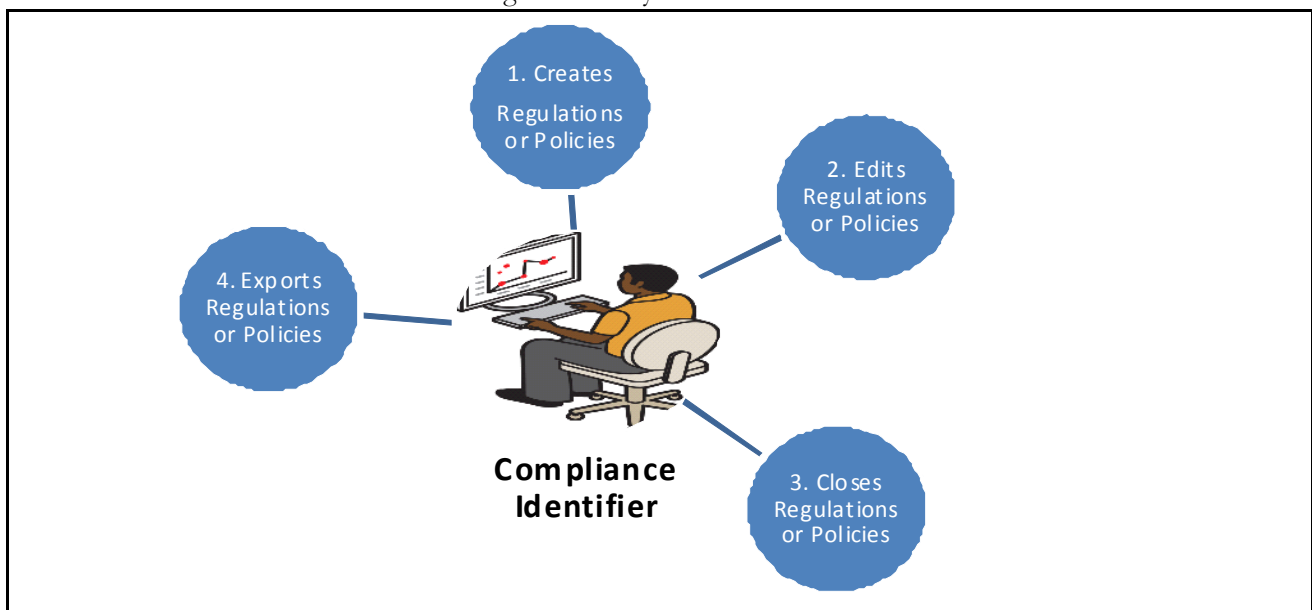 1. Creates
Regulations
or Policies
2. Edits
Regulations
or Policies
4. Exports
Regulations
or Policies
Compliance
Identifier
3. Closes
Regulations
or Policies